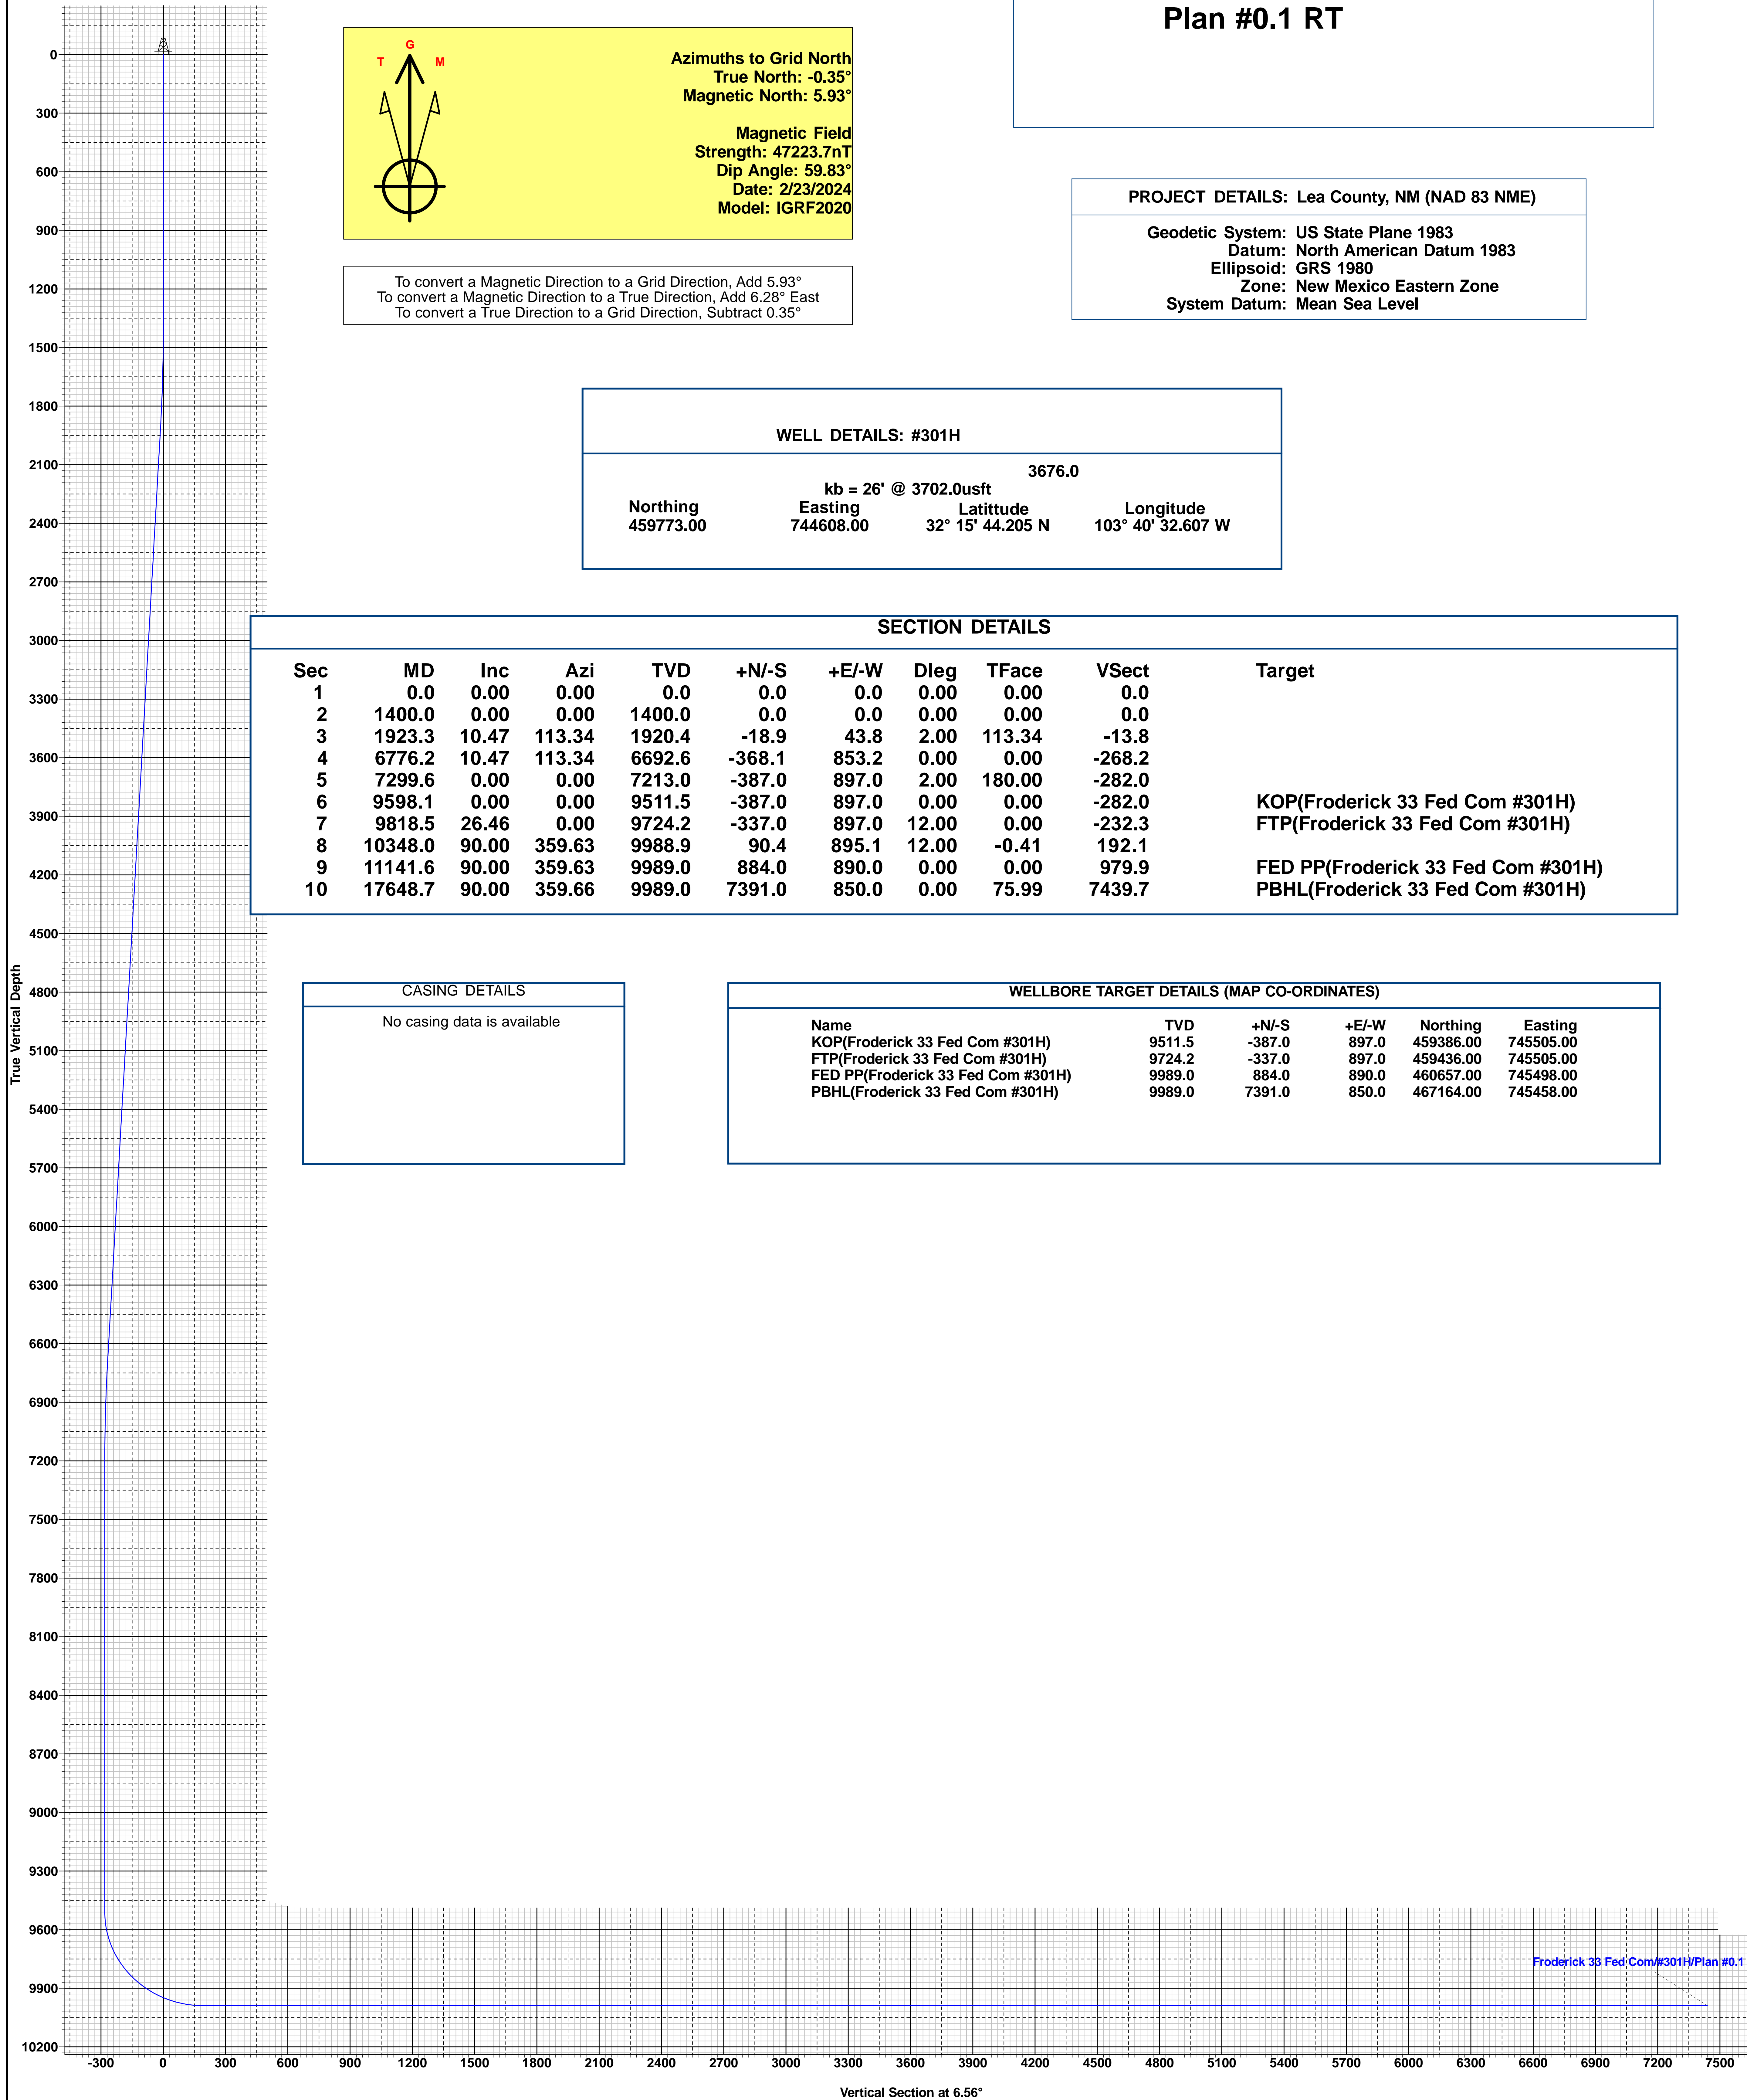 Plan #0.1 RT
G
T M
Azimuths to Grid North
True North: -0.35°
Magnetic North: 5.93°
Magnetic Field
Strength: 47223.7nT
Dip Angle: 59.83°
Date: 2/23/2024
Model: IGRF2020
To convert a Magnetic Direction to a Grid Direction, Add 5.93°
To convert a Magnetic Direction to a True Direction, Add 6.28° East
To convert a True Direction to a Grid Direction, Subtract 0.35°
PROJECT DETAILS: Lea County, NM (NAD 83 NME)
Geodetic System: US State Plane 1983
Datum: North American Datum 1983
Ellipsoid: GRS 1980
Zone: New Mexico Eastern Zone
System Datum: Mean Sea Level
WELL DETAILS: #301H
3676.0
kb = 26' @ 3702.0usft
Northing Easting Latittude Longitude
459773.00 744608.00 32° 15' 44.205 N 103° 40' 32.607 W
SECTION DETAILS
Sec MD Inc Azi TVD +N/-S +E/-W Dleg TFace VSect Target
1 0.0 0.00 0.00 0.0 0.0 0.0 0.00 0.00 0.0
2 1400.0 0.00 0.00 1400.0 0.0 0.0 0.00 0.00 0.0
3 1923.3 10.47 113.34 1920.4 -18.9 43.8 2.00 113.34 -13.8
4 6776.2 10.47 113.34 6692.6 -368.1 853.2 0.00 0.00 -268.2
5 7299.6 0.00 0.00 7213.0 -387.0 897.0 2.00 180.00 -282.0
6 9598.1 0.00 0.00 9511.5 -387.0 897.0 0.00 0.00 -282.0 KOP(Froderick 33 Fed Com #301H)
7 9818.5 26.46 0.00 9724.2 -337.0 897.0 12.00 0.00 -232.3 FTP(Froderick 33 Fed Com #301H)
8 10348.0 90.00 359.63 9988.9 90.4 895.1 12.00 -0.41 192.1
9 11141.6 90.00 359.63 9989.0 884.0 890.0 0.00 0.00 979.9 FED PP(Froderick 33 Fed Com #301H)
10 17648.7 90.00 359.66 9989.0 7391.0 850.0 0.00 75.99 7439.7 PBHL(Froderick 33 Fed Com #301H)
CASING DETAILS
No casing data is available
WELLBORE TARGET DETAILS (MAP CO-ORDINATES)
Name TVD +N/-S +E/-W Northing Easting
KOP(Froderick 33 Fed Com #301H) 9511.5 -387.0 897.0 459386.00 745505.00
FTP(Froderick 33 Fed Com #301H) 9724.2 -337.0 897.0 459436.00 745505.00
FED PP(Froderick 33 Fed Com #301H) 9989.0 884.0 890.0 460657.00 745498.00
PBHL(Froderick 33 Fed Com #301H) 9989.0 7391.0 850.0 467164.00 745458.00
True Vertical Depth
0
300
600
900
1200
1500
1800
2100
2400
2700
3000
3300
3600
3900
4200
4500
4800
5100
5400
5700
6000
6300
6600
6900
7200
7500
7800
8100
8400
8700
9000
9300
9600
9900
10200
Froderick 33 Fed Com/#301H/Plan #0.1
-300 0 300 600 900 1200 1500 1800 2100 2400 2700 3000 3300 3600 3900 4200 4500 4800 5100 5400 5700 6000 6300 6600 6900 7200 7500
Vertical Section at 6.56°